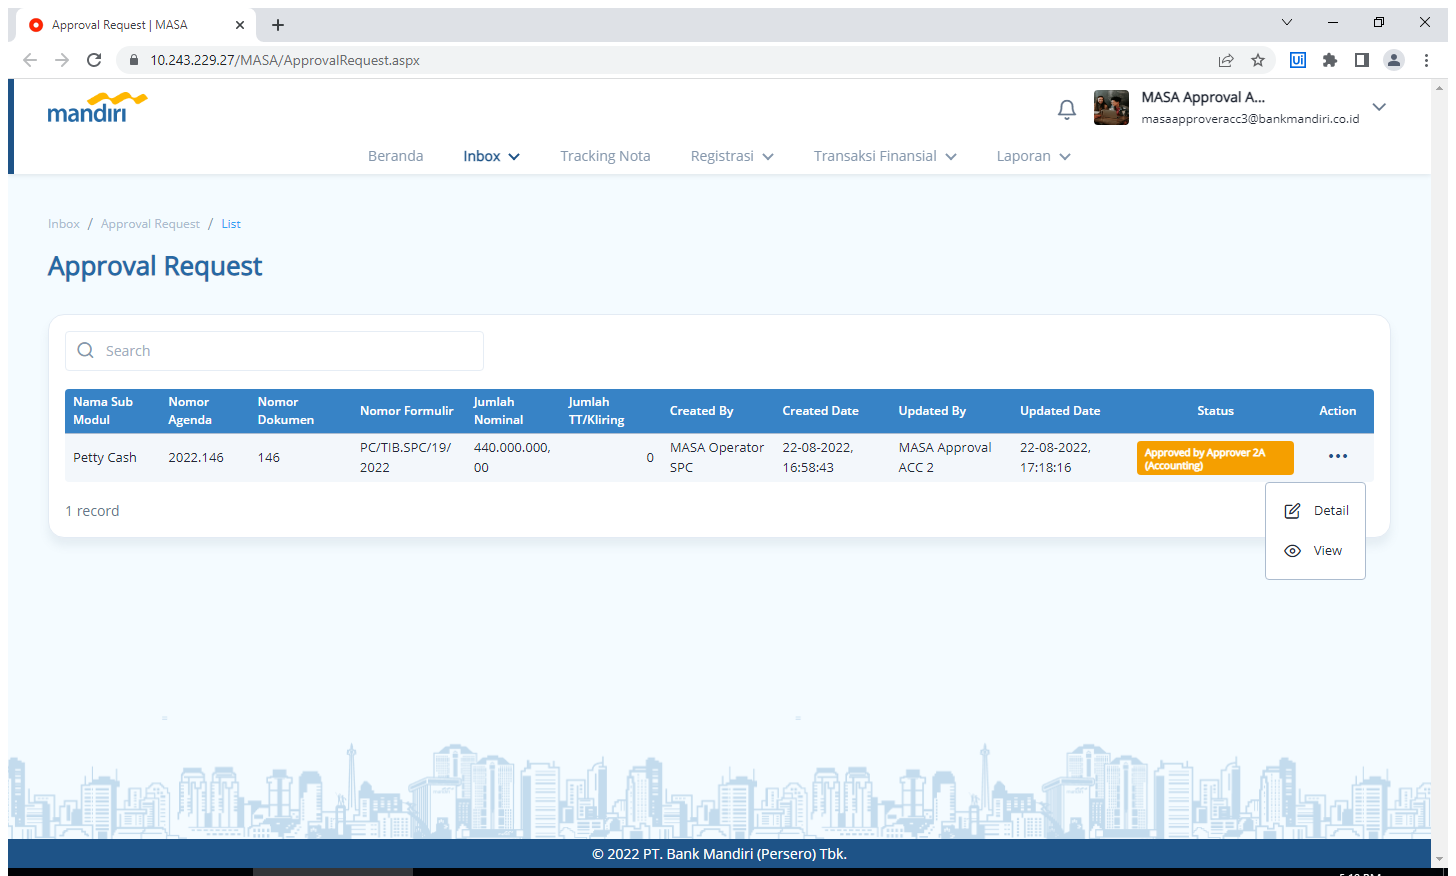 Approval Request | MASA
10.243.229.27/MASA/ApprovalRequest.aspx
Ui
mandiri
MASA Approval A...
masaapproveracc3@bankmandiri.co.id
Beranda
Inbox
Tracking Nota
Registrasi
Transaksi Finansial
Laporan
Inbox / Approval Request / List
Approval Request
Search
Nama Sub Modul
Nomor Agenda
Nomor Dokumen
Nomor Formulir
Jumlah Nominal
Jumlah TT/Kliring
Created By
Created Date
Updated By
Updated Date
Status
Action
Petty Cash
2022.146
146
PC/TIB.SPC/19/
2022
440.000.000,
00
0
MASA Operator
SPC
22-08-2022,
16:58:43
MASA Approval
ACC 2
22-08-2022,
17:18:16
Approved by Approver 2A
(Accounting)
1 record
Detail
View
© 2022 PT. Bank Mandiri (Persero) Tbk.